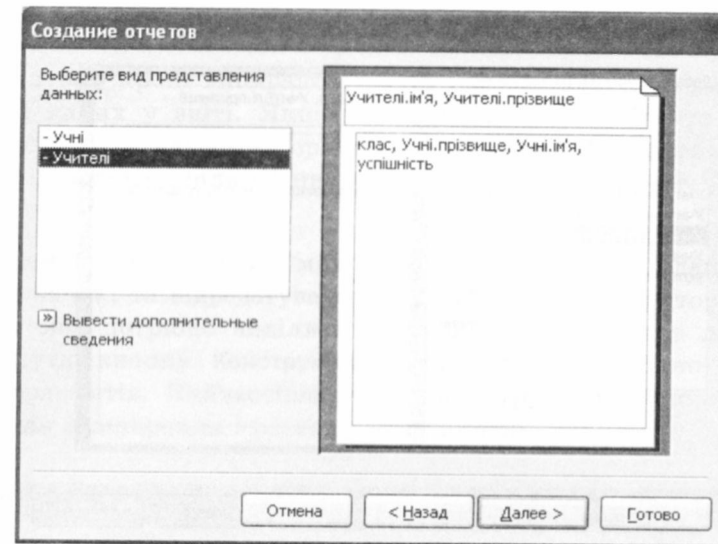 Создание отчетов
Выберите вид представления
данных:
- Учні
- Учителі
Вывести дополнительные
сведения
Учителі.ім'я, Учителі.прізвище
клас, Учні.прізвище, Учні.ім'я,
успішність
Отмена
< Назад
Далее >
Готово